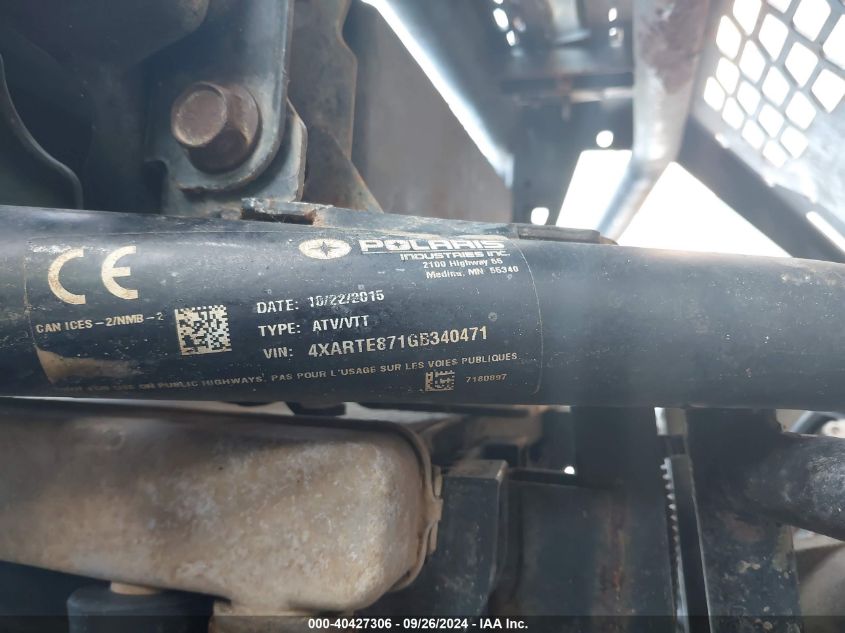 CE
POLARIS
INDUSTRIES INC.
2100 Highway 55
Medina, MN 55340
CAN ICES-2/NMB-2
DATE: 10/22/2015
TYPE: ATV/VTT
VIN: 4XARTE871GB340471
FOR USE ON PUBLIC HIGHWAYS. PAS POUR L'USAGE SUR LES VOIES PUBLIQUES
7180897
000-40427306 - 09/26/2024 - IAA Inc.